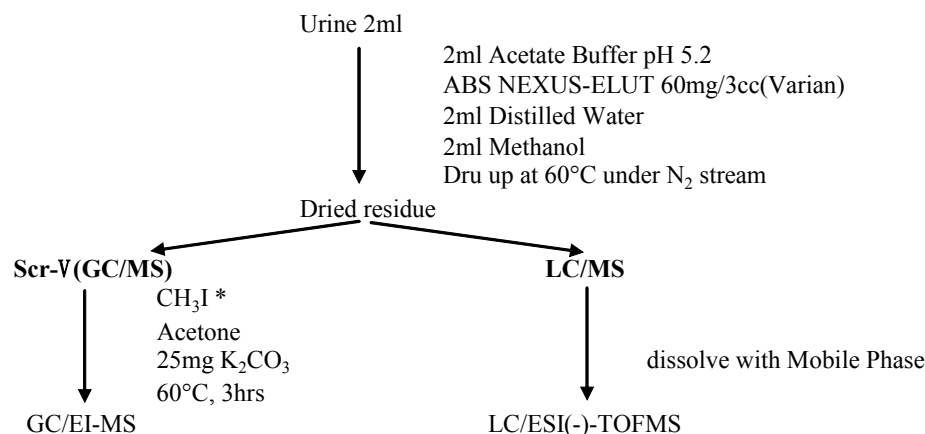 Urine 2ml
2ml Acetate Buffer pH 5.2
ABS NEXUS-ELUT 60mg/3cc(Varian)
2ml Distilled Water
2ml Methanol
Dru up at 60°C under N₂ stream
Dried residue
Scr-Ⅴ(GC/MS)
LC/MS
CH₃I *
Acetone
25mg K₂CO₃
60°C, 3hrs
dissolve with Mobile Phase
GC/EI-MS
LC/ESI(-)-TOFMS